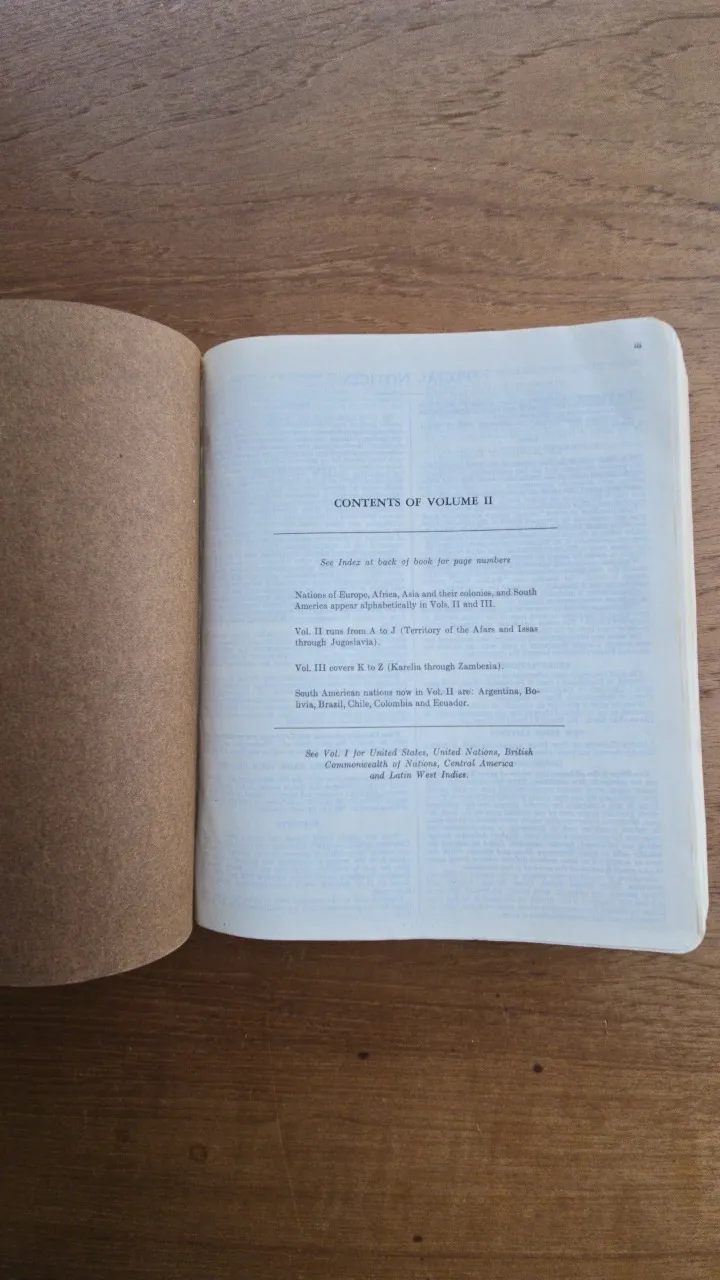 iii
CONTENTS OF VOLUME II
See Index at back of book for page numbers
Nations of Europe, Africa, Asia and their colonies, and South
America appear alphabetically in Vols. II and III.
Vol. II runs from A to J (Territory of the Afars and Issas
through Jugoslavia).
Vol. III covers K to Z (Karelia through Zambezia).
South American nations now in Vol. II are: Argentina, Bo-
livia, Brazil, Chile, Colombia and Ecuador.
See Vol. I for United States, United Nations, British
Commonwealth of Nations, Central America
and Latin West Indies.